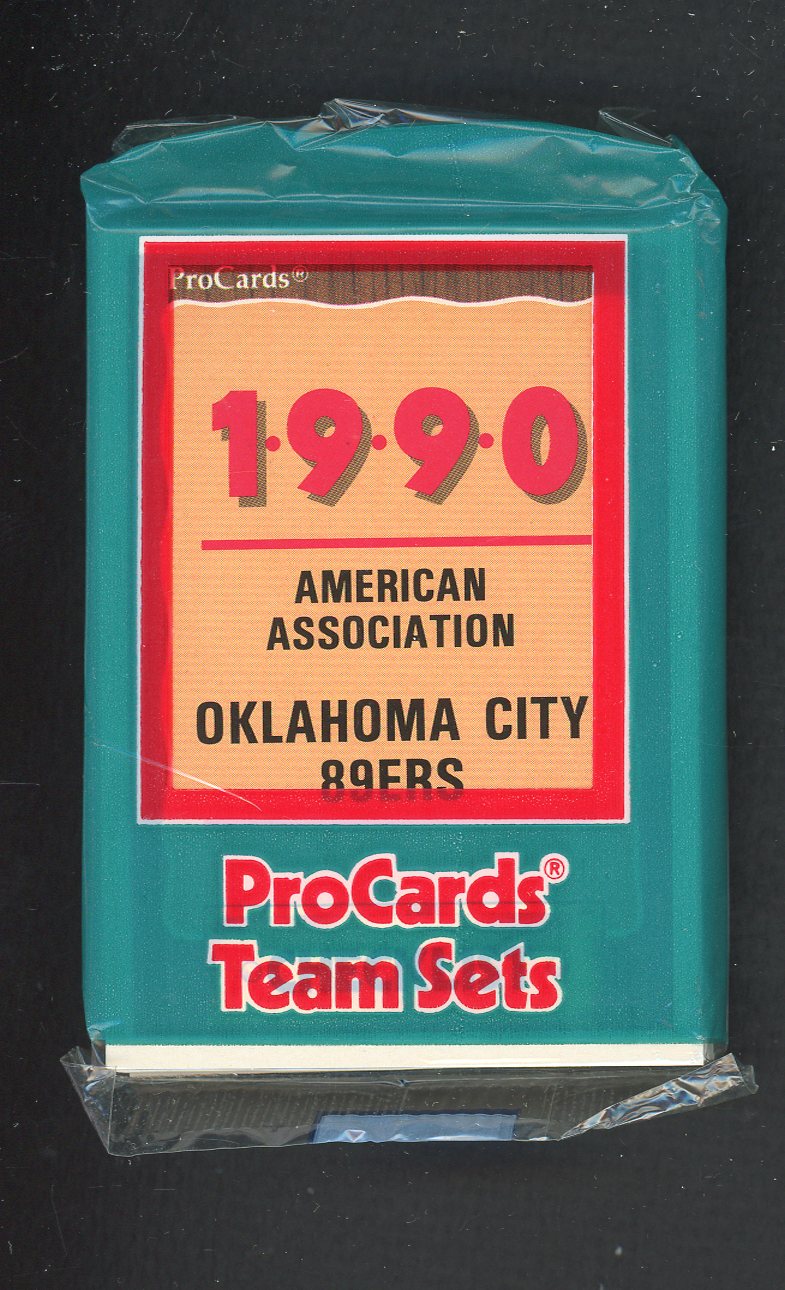 ProCards®
1·9·9·0
AMERICAN
ASSOCIATION
OKLAHOMA CITY
89ERS
ProCards®
Team Sets